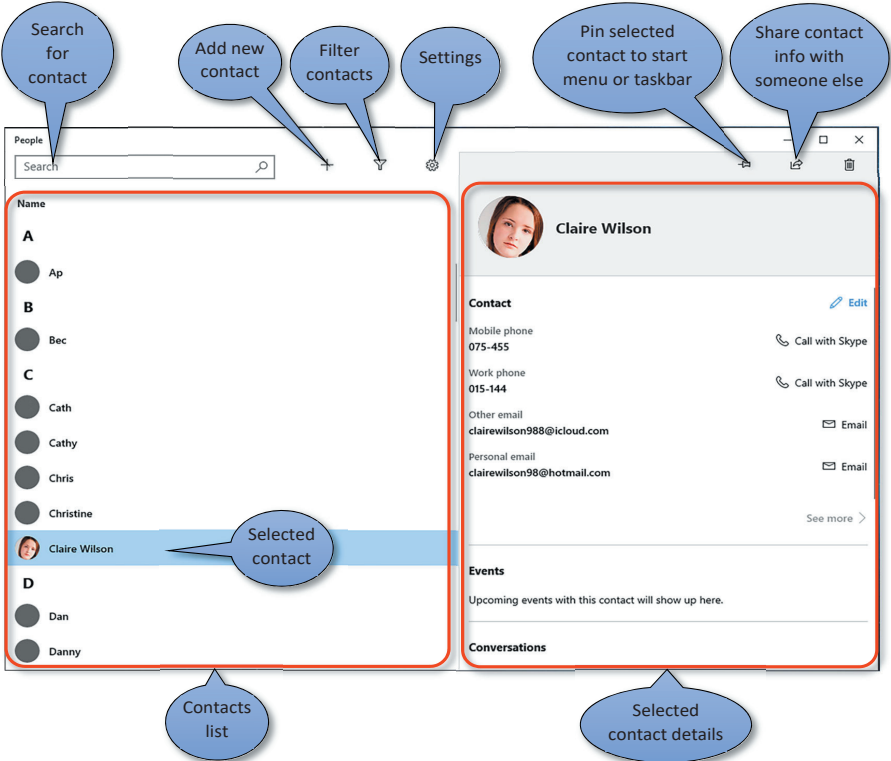 Search
for
contact
Add new
contact
Filter
contacts
Settings
Pin selected
contact to start
menu or taskbar
Share contact
info with
someone else
People
Search
Name
A
Ap
B
Bec
C
Cath
Cathy
Chris
Christine
Claire Wilson
Selected
contact
D
Dan
Danny
Claire Wilson
Contact
Edit
Mobile phone
075-455
Call with Skype
Work phone
015-144
Call with Skype
Other email
clairewilson988@icloud.com
Email
Personal email
clairewilson98@hotmail.com
Email
See more
Events
Upcoming events with this contact will show up here.
Conversations
Contacts
list
Selected
contact details